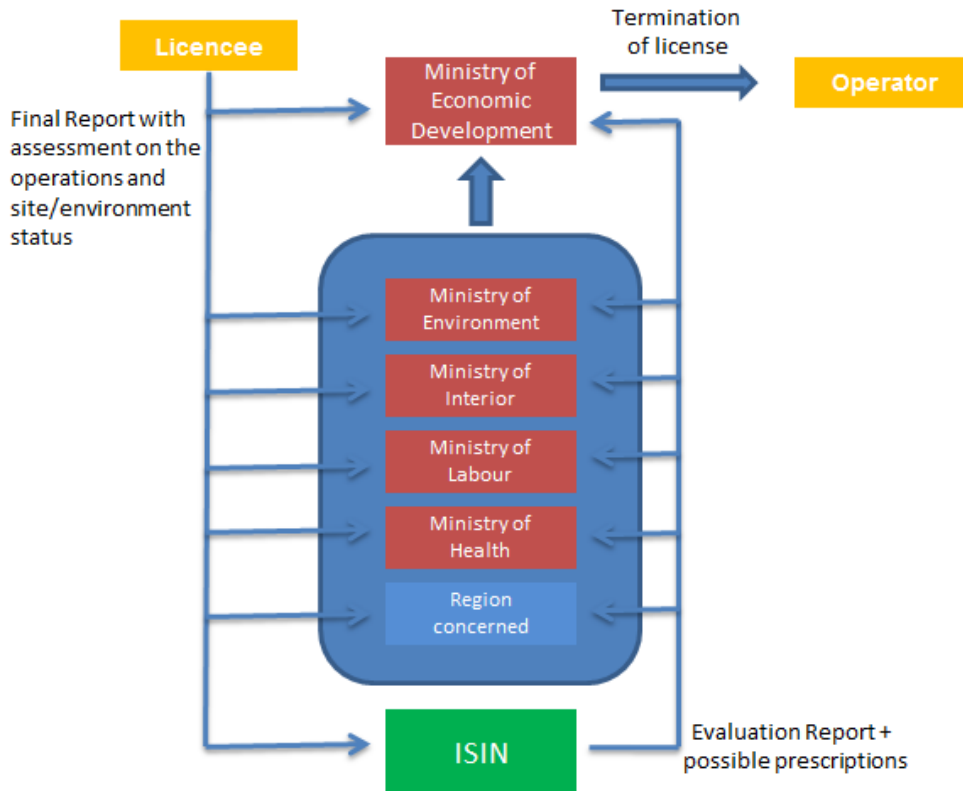 Licencee
Termination
of license
Ministry of
Economic
Development
Operator
Final Report with
assessment on the
operations and
site/environment
status
Ministry of
Environment
Ministry of
Interior
Ministry of
Labour
Ministry of
Health
Region
concerned
ISIN
Evaluation Report +
possible prescriptions